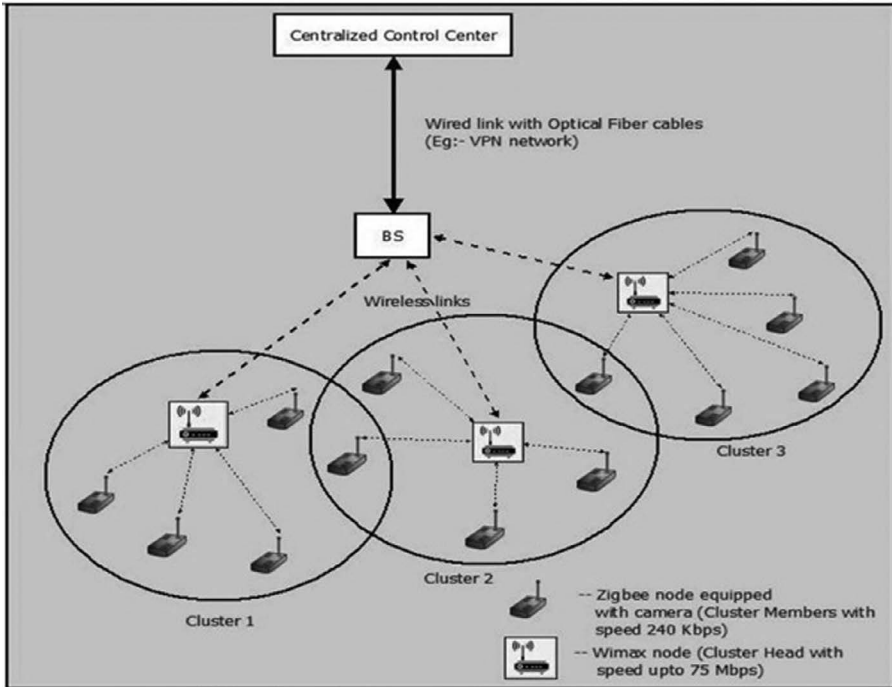 Centralized Control Center
Wired link with Optical Fiber cables
(Eg:- VPN network)
BS
Wireless links
Cluster 3
Cluster 2
Cluster 1
-- Zigbee node equipped
with camera (Cluster Members with
speed 240 Kbps)
-- Wimax node (Cluster Head with
speed upto 75 Mbps)